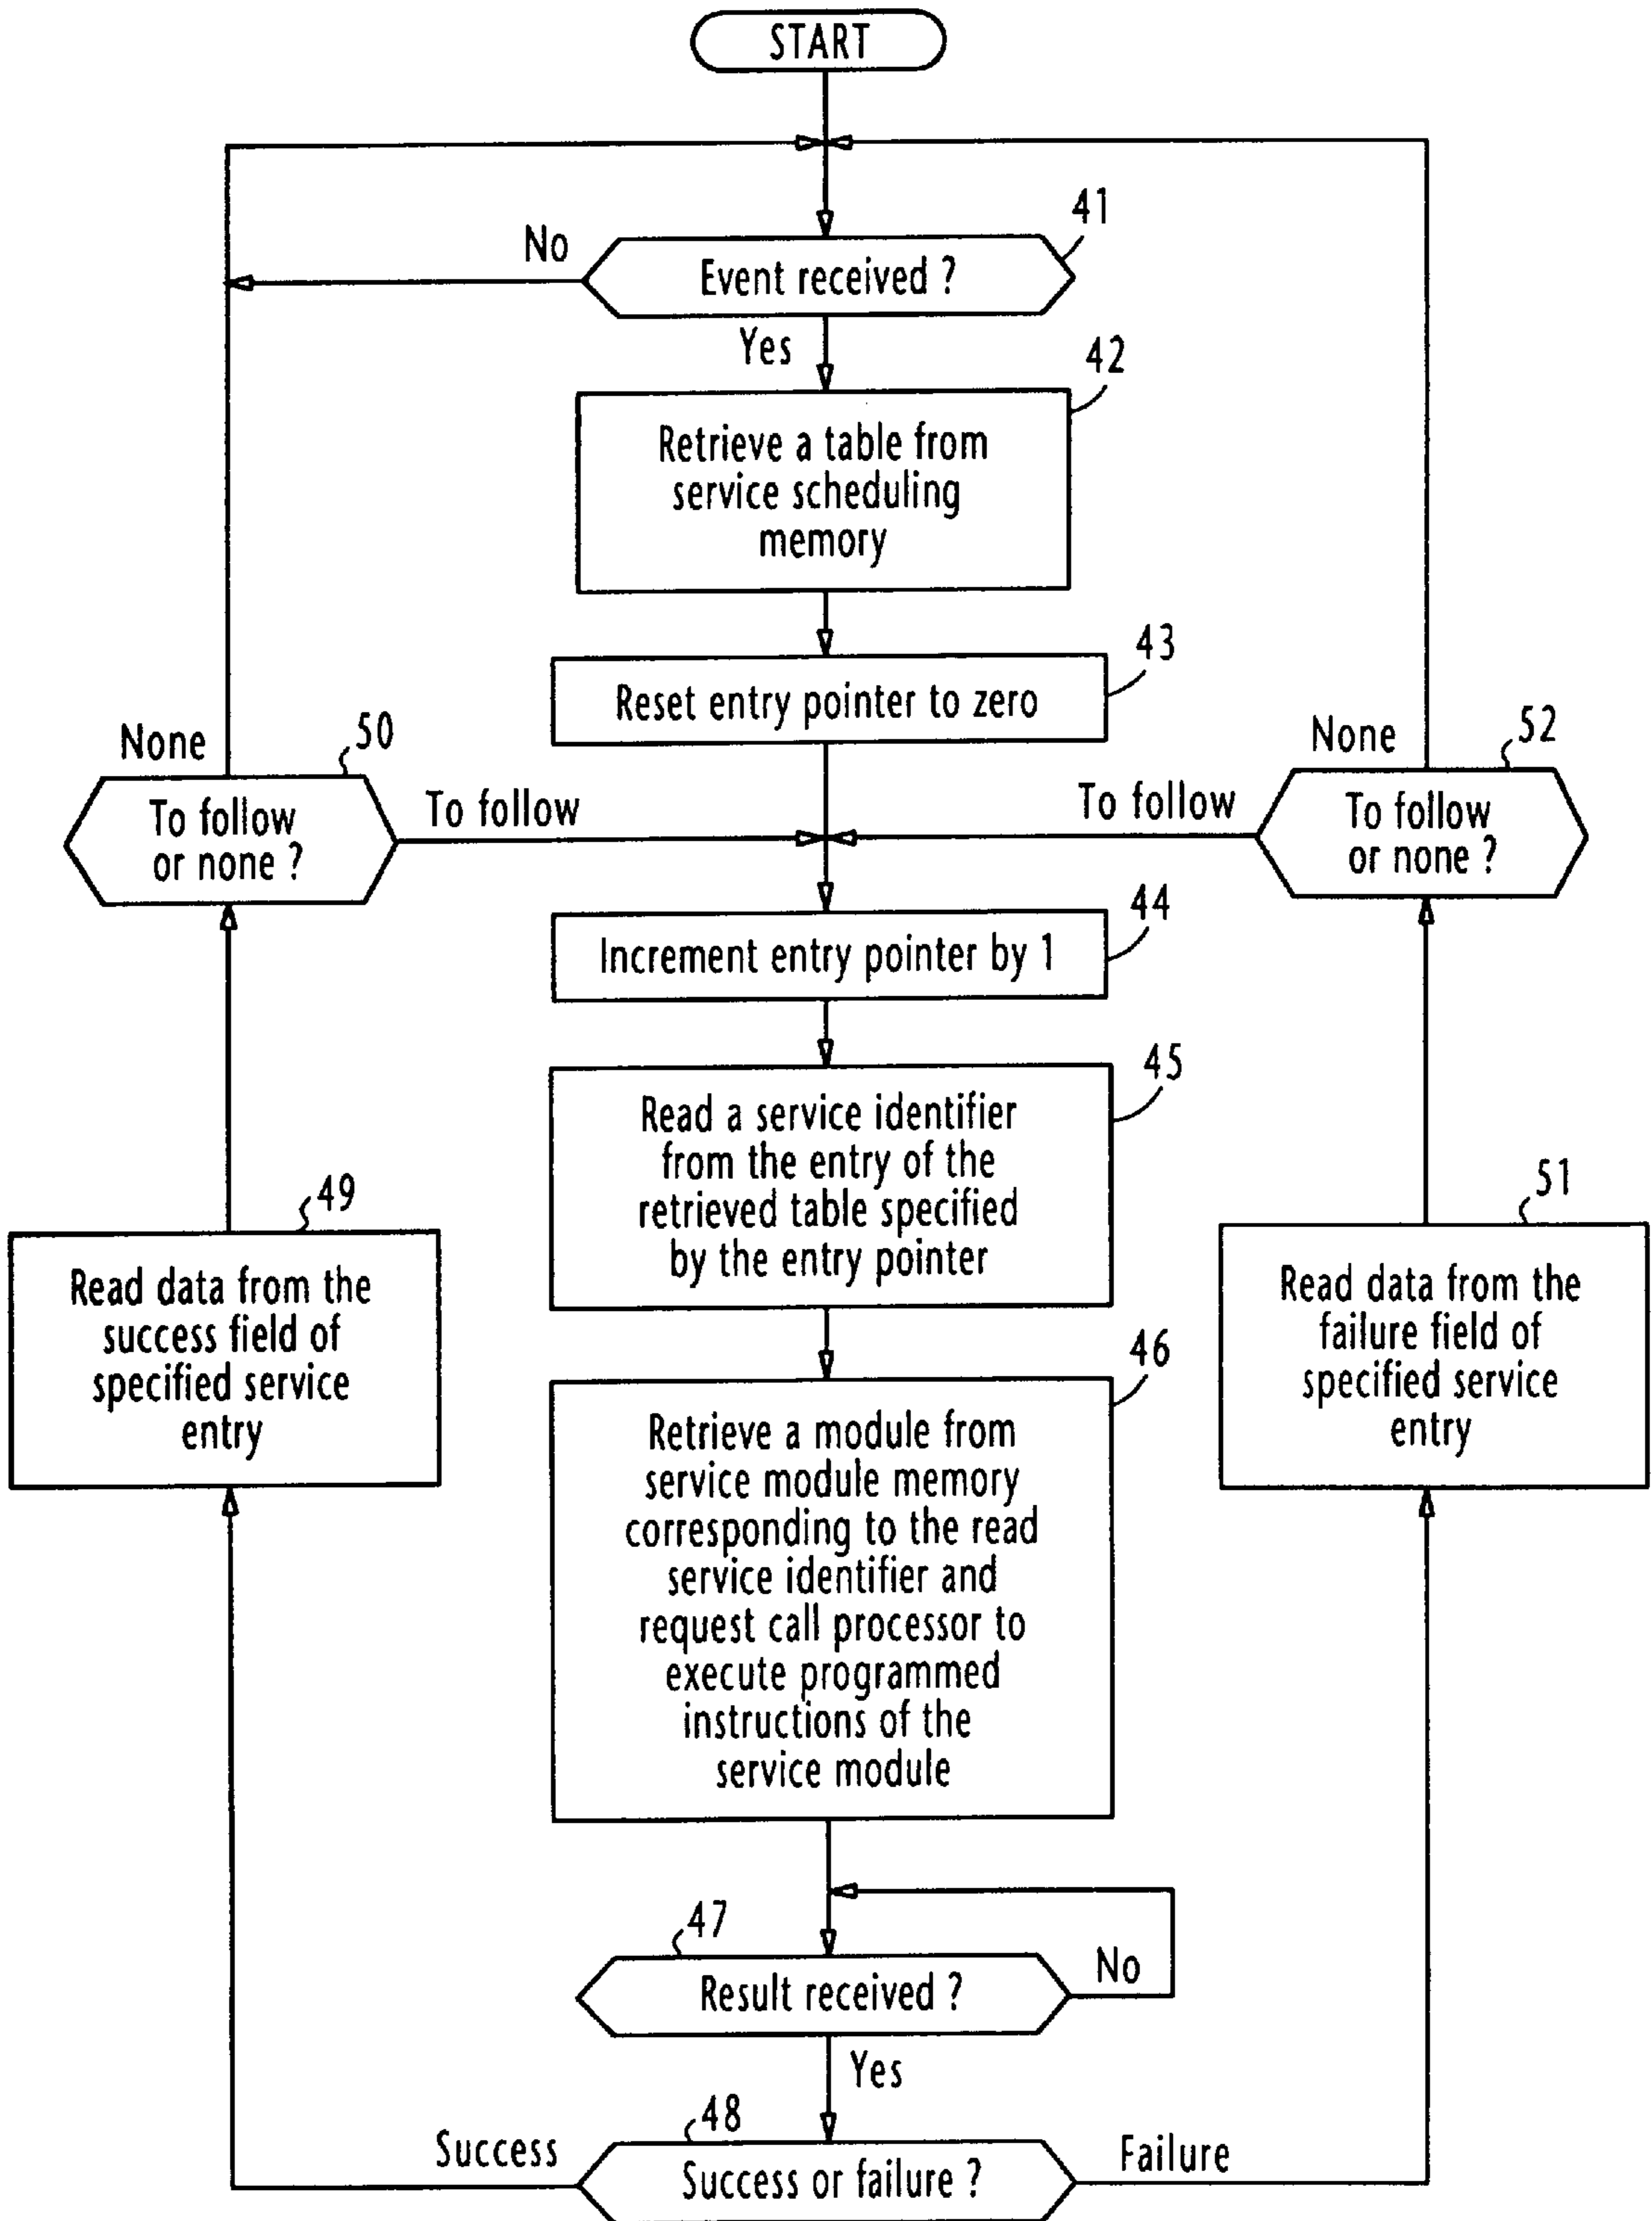 START
41
No
Event received ?
Yes
42
Retrieve a table from
service scheduling
memory
43
Reset entry pointer to zero
None
50
To follow
or none ?
To follow
To follow
None
52
To follow
or none ?
44
Increment entry pointer by 1
45
Read a service identifier
from the entry of the
retrieved table specified
by the entry pointer
49
Read data from the
success field of
specified service
entry
51
Read data from the
failure field of
specified service
entry
46
Retrieve a module from
service module memory
corresponding to the read
service identifier and
request call processor to
execute programmed
instructions of the
service module
47
Result received ?
No
Yes
48
Success
Success or failure ?
Failure